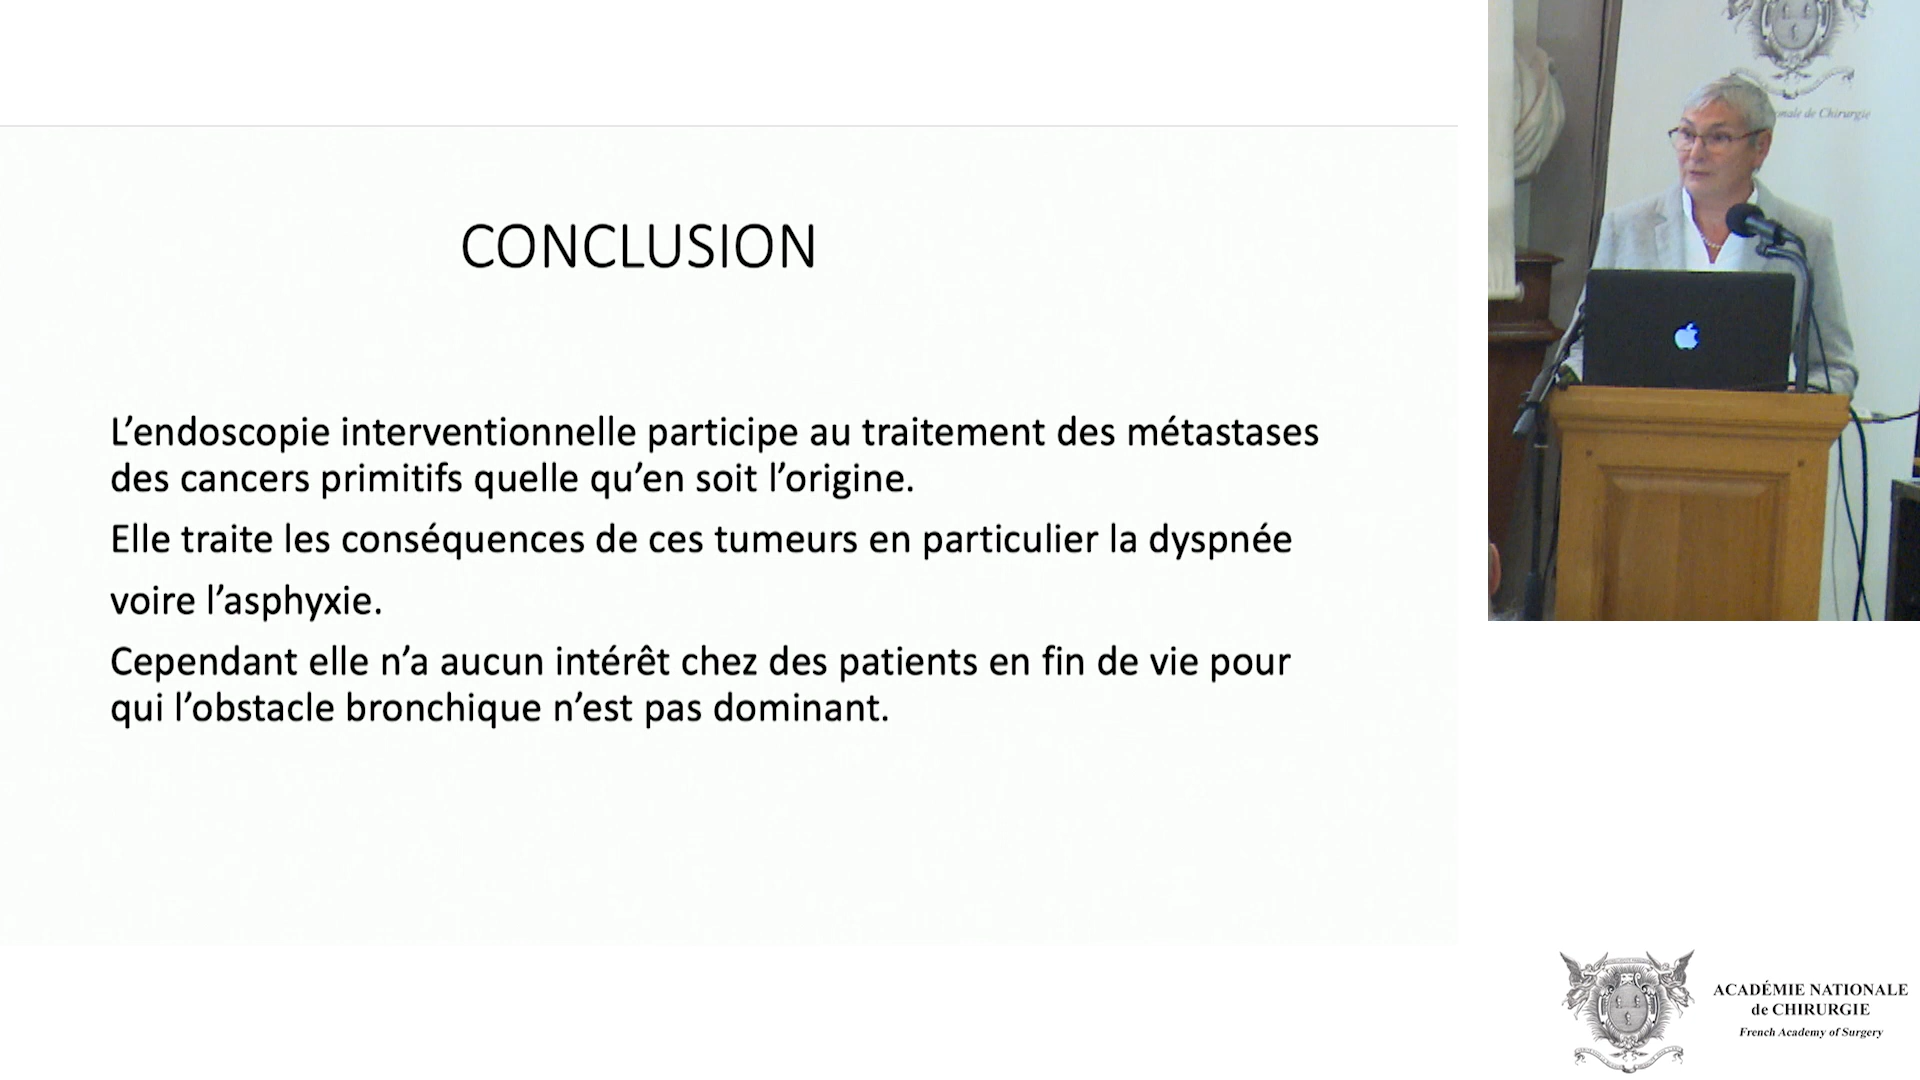 CONCLUSION
L’endoscopie interventionnelle participe au traitement des métastases
des cancers primitifs quelle qu’en soit l’origine.
Elle traite les conséquences de ces tumeurs en particulier la dyspnée
voire l’asphyxie.
Cependant elle n’a aucun intérêt chez des patients en fin de vie pour
qui l’obstacle bronchique n’est pas dominant.
de Chirurgie
ACADÉMIE NATIONALE
de CHIRURGIE
French Academy of Surgery